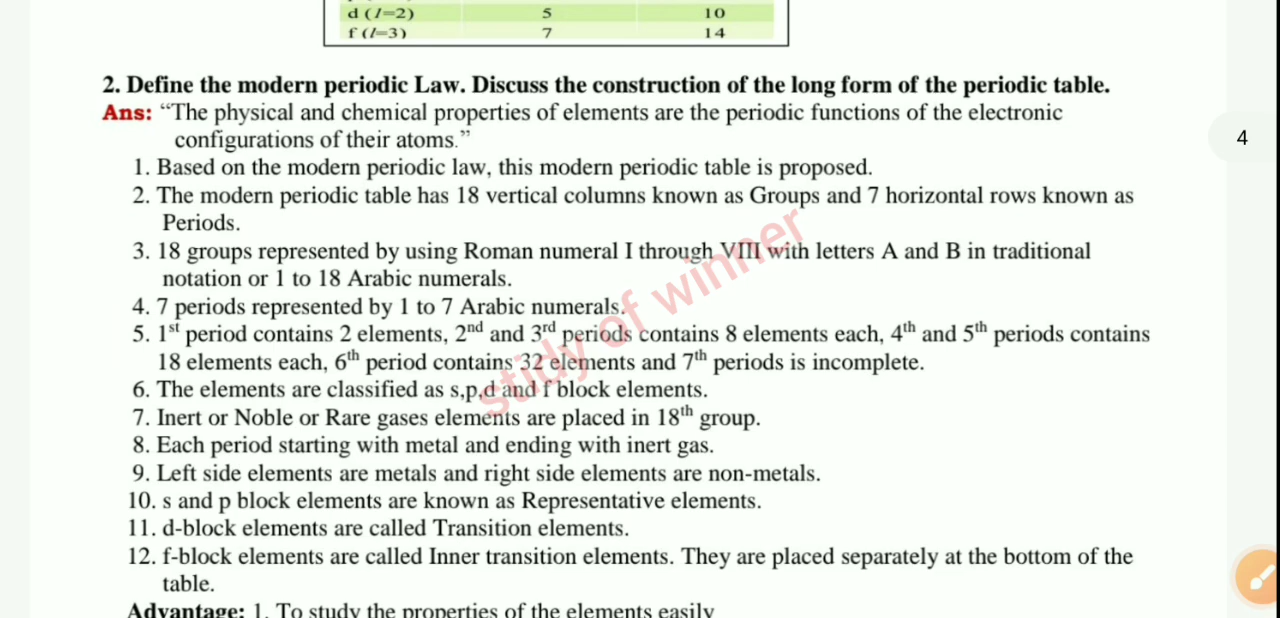 d (l=2) 5 10
f (l=3) 7 14
2. Define the modern periodic Law. Discuss the construction of the long form of the periodic table.
Ans: “The physical and chemical properties of elements are the periodic functions of the electronic
configurations of their atoms.”
4
1. Based on the modern periodic law, this modern periodic table is proposed.
2. The modern periodic table has 18 vertical columns known as Groups and 7 horizontal rows known as
Periods.
3. 18 groups represented by using Roman numeral I through VIII with letters A and B in traditional
notation or 1 to 18 Arabic numerals.
4. 7 periods represented by 1 to 7 Arabic numerals.
5. 1st period contains 2 elements, 2nd and 3rd periods contains 8 elements each, 4th and 5th periods contains
18 elements each, 6th period contains 32 elements and 7th periods is incomplete.
6. The elements are classified as s,p,d and f block elements.
7. Inert or Noble or Rare gases elements are placed in 18th group.
8. Each period starting with metal and ending with inert gas.
9. Left side elements are metals and right side elements are non-metals.
10. s and p block elements are known as Representative elements.
11. d-block elements are called Transition elements.
12. f-block elements are called Inner transition elements. They are placed separately at the bottom of the
table.
Advantage: 1. To study the properties of the elements easily
study of winner